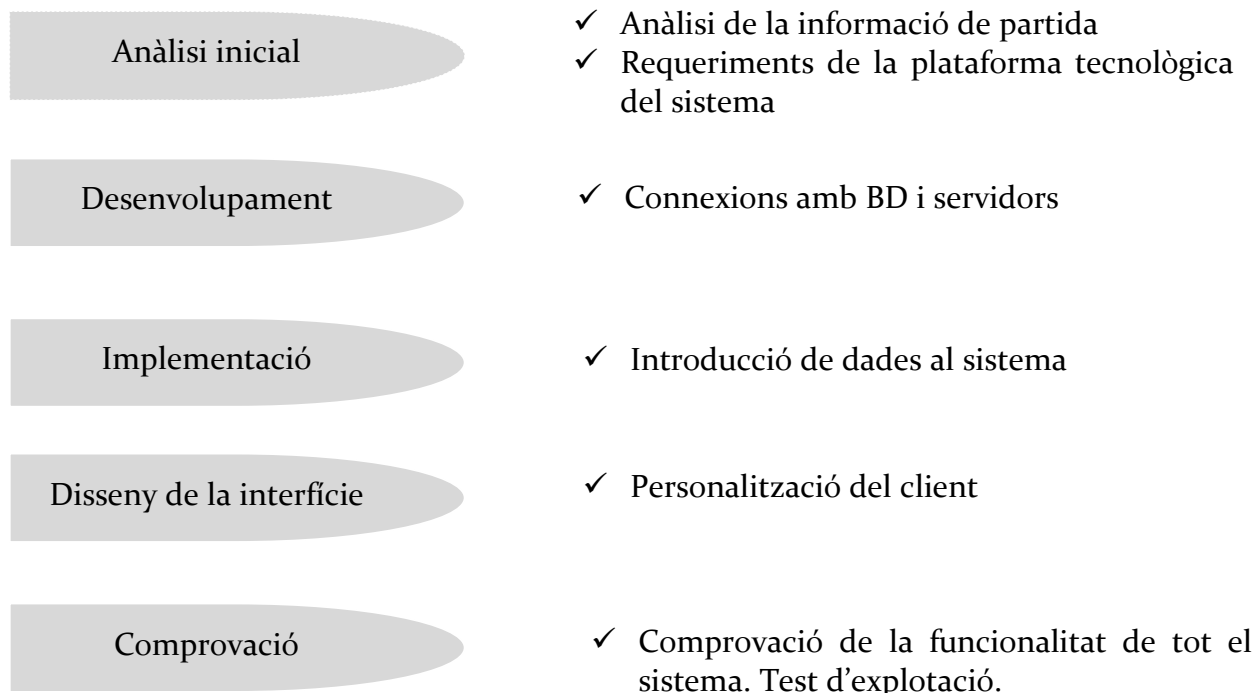 Anàlisi inicial
✓ Anàlisi de la informació de partida
✓ Requeriments de la plataforma tecnològica
del sistema
Desenvolupament
✓ Connexions amb BD i servidors
Implementació
✓ Introducció de dades al sistema
Disseny de la interfície
✓ Personalització del client
Comprovació
✓ Comprovació de la funcionalitat de tot el
sistema. Test d’explotació.